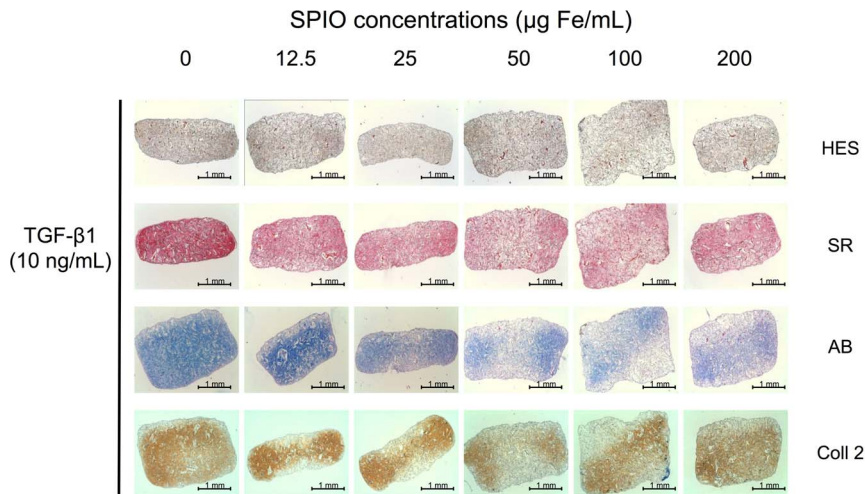 SPIO concentrations (µg Fe/mL)
0 12.5 25 50 100 200
1 mm 1 mm 1 mm 1 mm 1 mm 1 mm
HES
TGF-β1
(10 ng/mL)
1 mm 1 mm 1 mm 1 mm 1 mm 1 mm
SR
1 mm 1 mm 1 mm 1 mm 1 mm 1 mm
AB
1 mm 1 mm 1 mm 1 mm 1 mm 1 mm
Coll 2